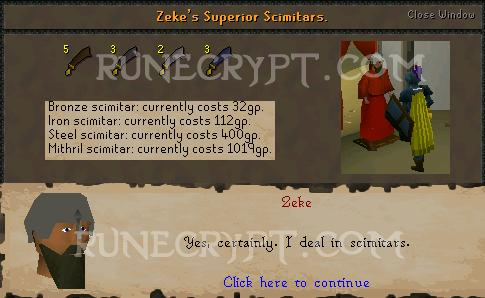 Zeke's Superior Scimitars.
Close Window
5 3 2 3
RUNECRYPT.COM
Bronze scimitar: currently costs 32gp.
Iron scimitar: currently costs 112gp.
Steel scimitar: currently costs 400gp.
Mithril scimitar: currently costs 1019gp.
Zeke
RUNECRYPT.COM
Yes, certainly. I deal in scimitars.
Click here to continue